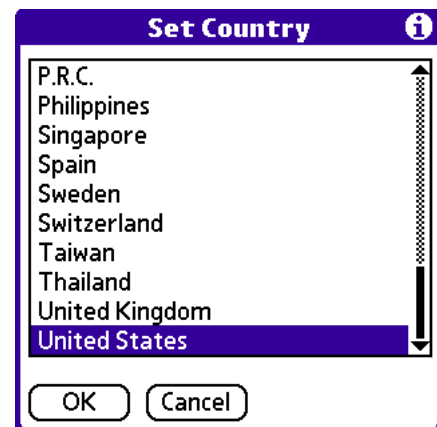 Set Country
P.R.C.
Philippines
Singapore
Spain
Sweden
Switzerland
Taiwan
Thailand
United Kingdom
United States
OK Cancel